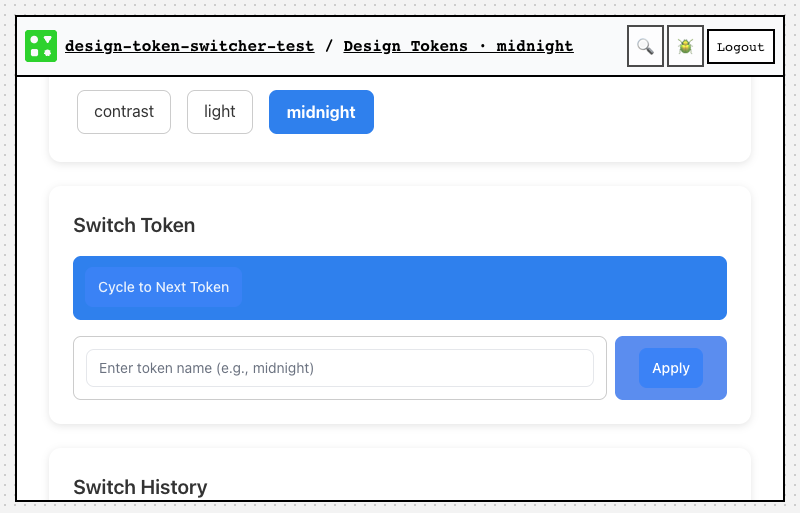 design-token-switcher-test / Design Tokens · midnight
Logout
contrast
light
midnight
Switch Token
Cycle to Next Token
Enter token name (e.g., midnight)
Apply
Switch History